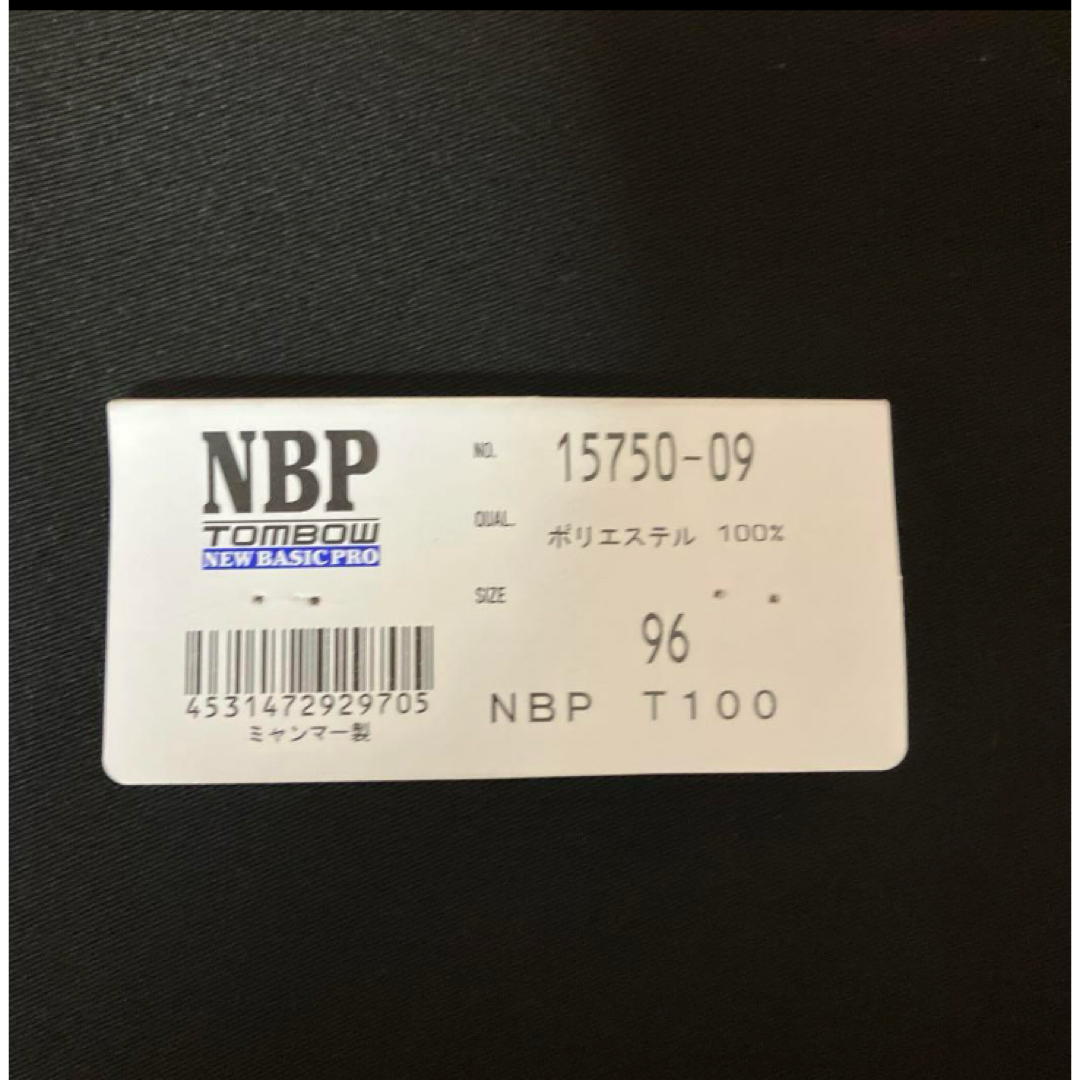 NBP
TOMBOW
NEW BASIC PRO
4531472929705
ミャンマー製
NO. 15750-09
QUAL. ポリエステル 100%
SIZE
96
NBP T100